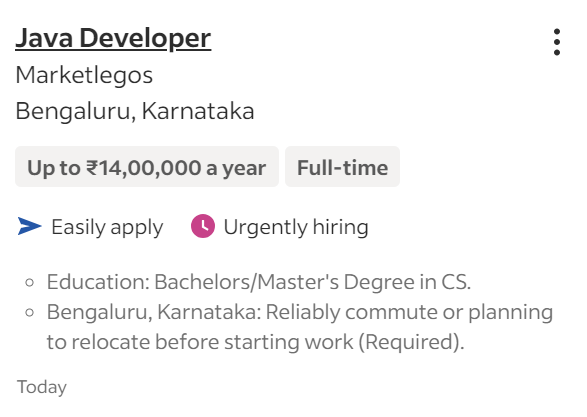 Java Developer
Marketlegos
Bengaluru, Karnataka
Up to ₹14,00,000 a year
Full-time
Easily apply
Urgently hiring
Education: Bachelors/Master's Degree in CS.
Bengaluru, Karnataka: Reliably commute or planning
to relocate before starting work (Required).
Today